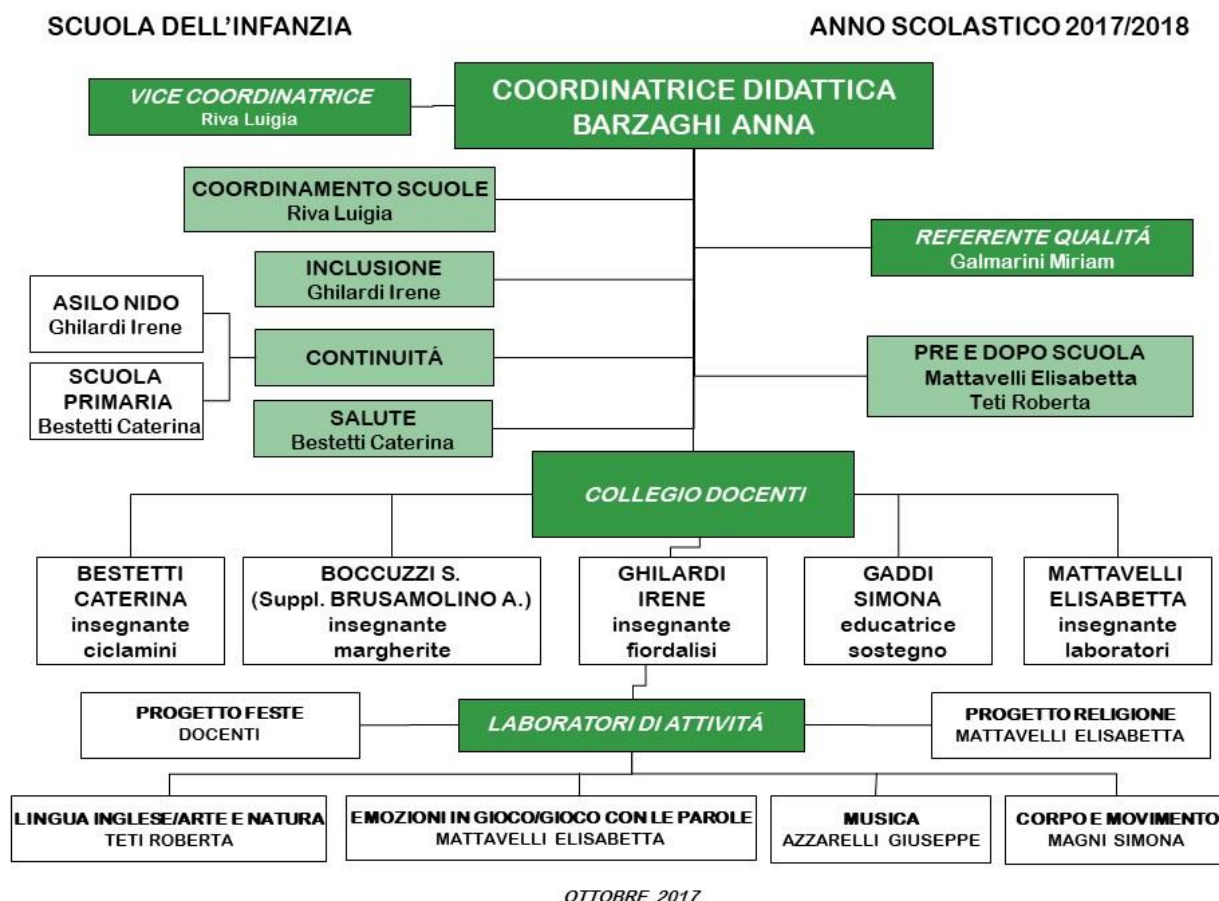 SCUOLA DELL'INFANZIA
ANNO SCOLASTICO 2017/2018
VICE COORDINATRICE
Riva Luigia
COORDINATRICE DIDATTICA
BARZAGHI ANNA
COORDINAMENTO SCUOLE
Riva Luigia
REFERENTE QUALITÁ
Galmarini Miriam
INCLUSIONE
Ghilardi Irene
ASILO NIDO
Ghilardi Irene
CONTINUITÁ
PRE E DOPO SCUOLA
Mattavelli Elisabetta
Teti Roberta
SCUOLA
PRIMARIA
Bestetti Caterina
SALUTE
Bestetti Caterina
COLLEGIO DOCENTI
BESTETTI
CATERINA
insegnante
ciclamini
BOCCUZZI S.
(Suppl. BRUSAMOLINO A.)
insegnante
margherite
GHILARDI
IRENE
insegnante
fiordalisi
GADDI
SIMONA
educatrice
sostegno
MATTAVELLI
ELISABETTA
insegnante
laboratori
PROGETTO FESTE
DOCENTI
LABORATORI DI ATTIVITÁ
PROGETTO RELIGIONE
MATTAVELLI ELISABETTA
LINGUA INGLESE/ARTE E NATURA
TETI ROBERTA
EMOZIONI IN GIOCO/GIOCO CON LE PAROLE
MATTAVELLI ELISABETTA
MUSICA
AZZARELLI GIUSEPPE
CORPO E MOVIMENTO
MAGNI SIMONA
OTTOBRE 2017